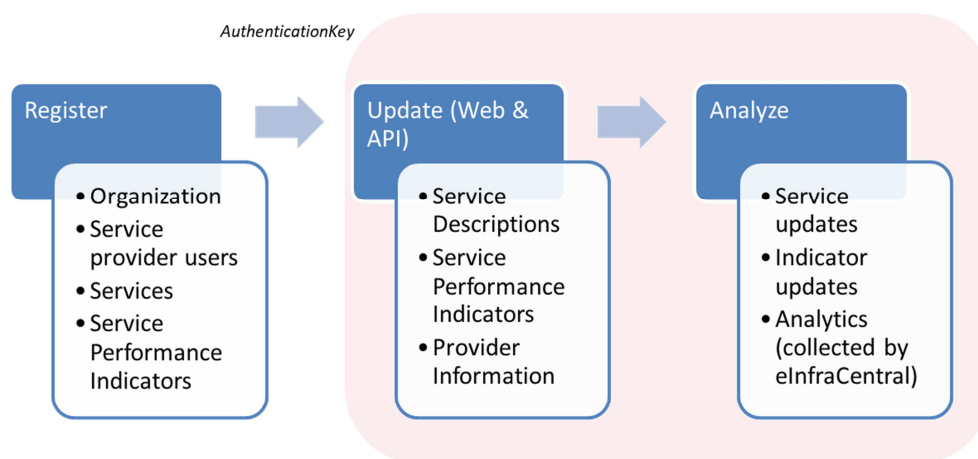 AuthenticationKey
Register
• Organization
• Service
provider users
• Services
• Service
Performance
Indicators
Update (Web &
API)
• Service
Descriptions
• Service
Performance
Indicators
• Provider
Information
Analyze
• Service
updates
• Indicator
updates
• Analytics
(collected by
eInfraCentral)